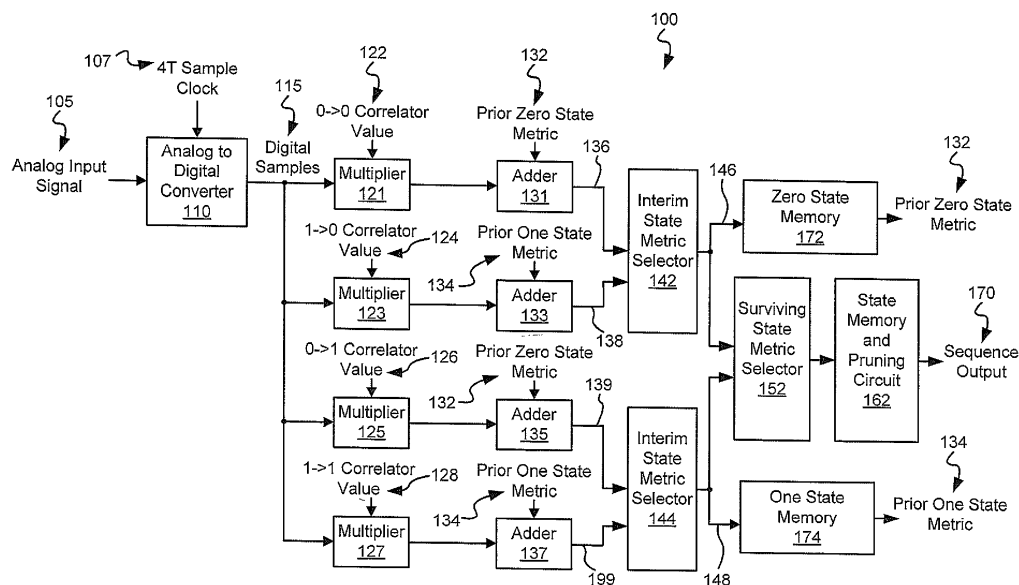 100
107
4T Sample
Clock
122
0->0 Correlator
Value
132
Prior Zero State
Metric
105
Analog Input
Signal
115
Digital
Samples
Analog to
Digital
Converter
110
Multiplier
121
Adder
131
136
Interim
State
Metric
Selector
142
146
Zero State
Memory
172
132
Prior Zero State
Metric
1->0 Correlator
Value
124
134
Prior One State
Metric
Multiplier
123
Adder
133
138
Surviving
State
Metric
Selector
152
State
Memory
and
Pruning
Circuit
162
170
Sequence
Output
0->1 Correlator
Value
126
132
Prior Zero State
Metric
139
Multiplier
125
Adder
135
Interim
State
Metric
Selector
144
1->1 Correlator
Value
128
134
Prior One State
Metric
Multiplier
127
Adder
137
199
148
One State
Memory
174
134
Prior One State
Metric